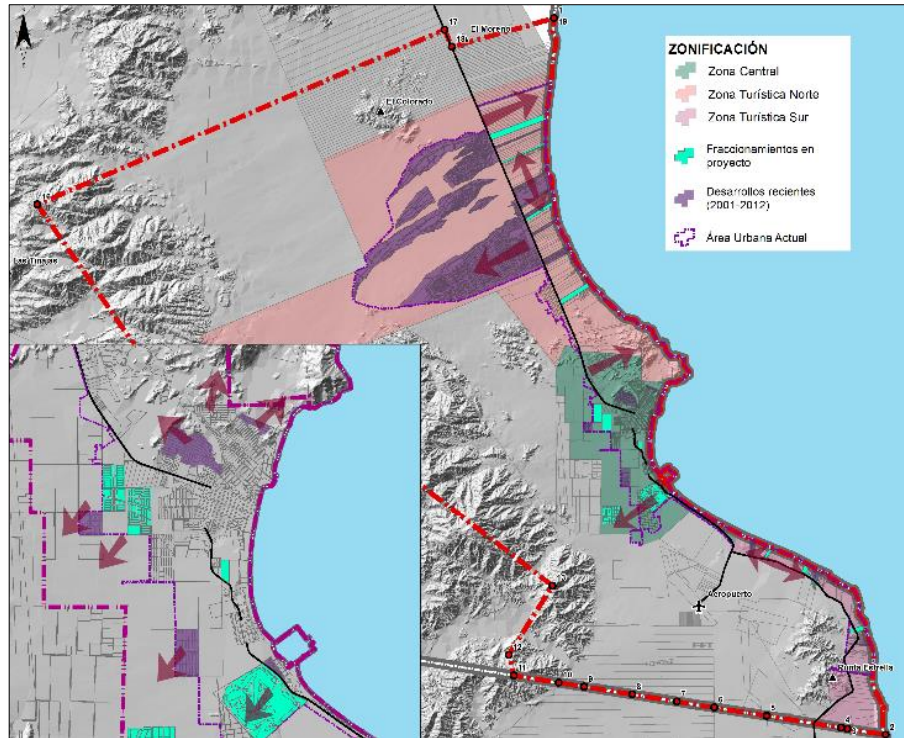 17
18
El Moreno
1
19
ZONIFICACIÓN
Zona Central
Zona Turística Norte
Zona Turística Sur
Fraccionamientos en
proyecto
Desarrollos recientes
(2001-2012)
Área Urbana Actual
El Colorado
Las Tinajas
Aeropuerto
12
11
10
9
8
7
6
5
4
3
2
Punta Estrella